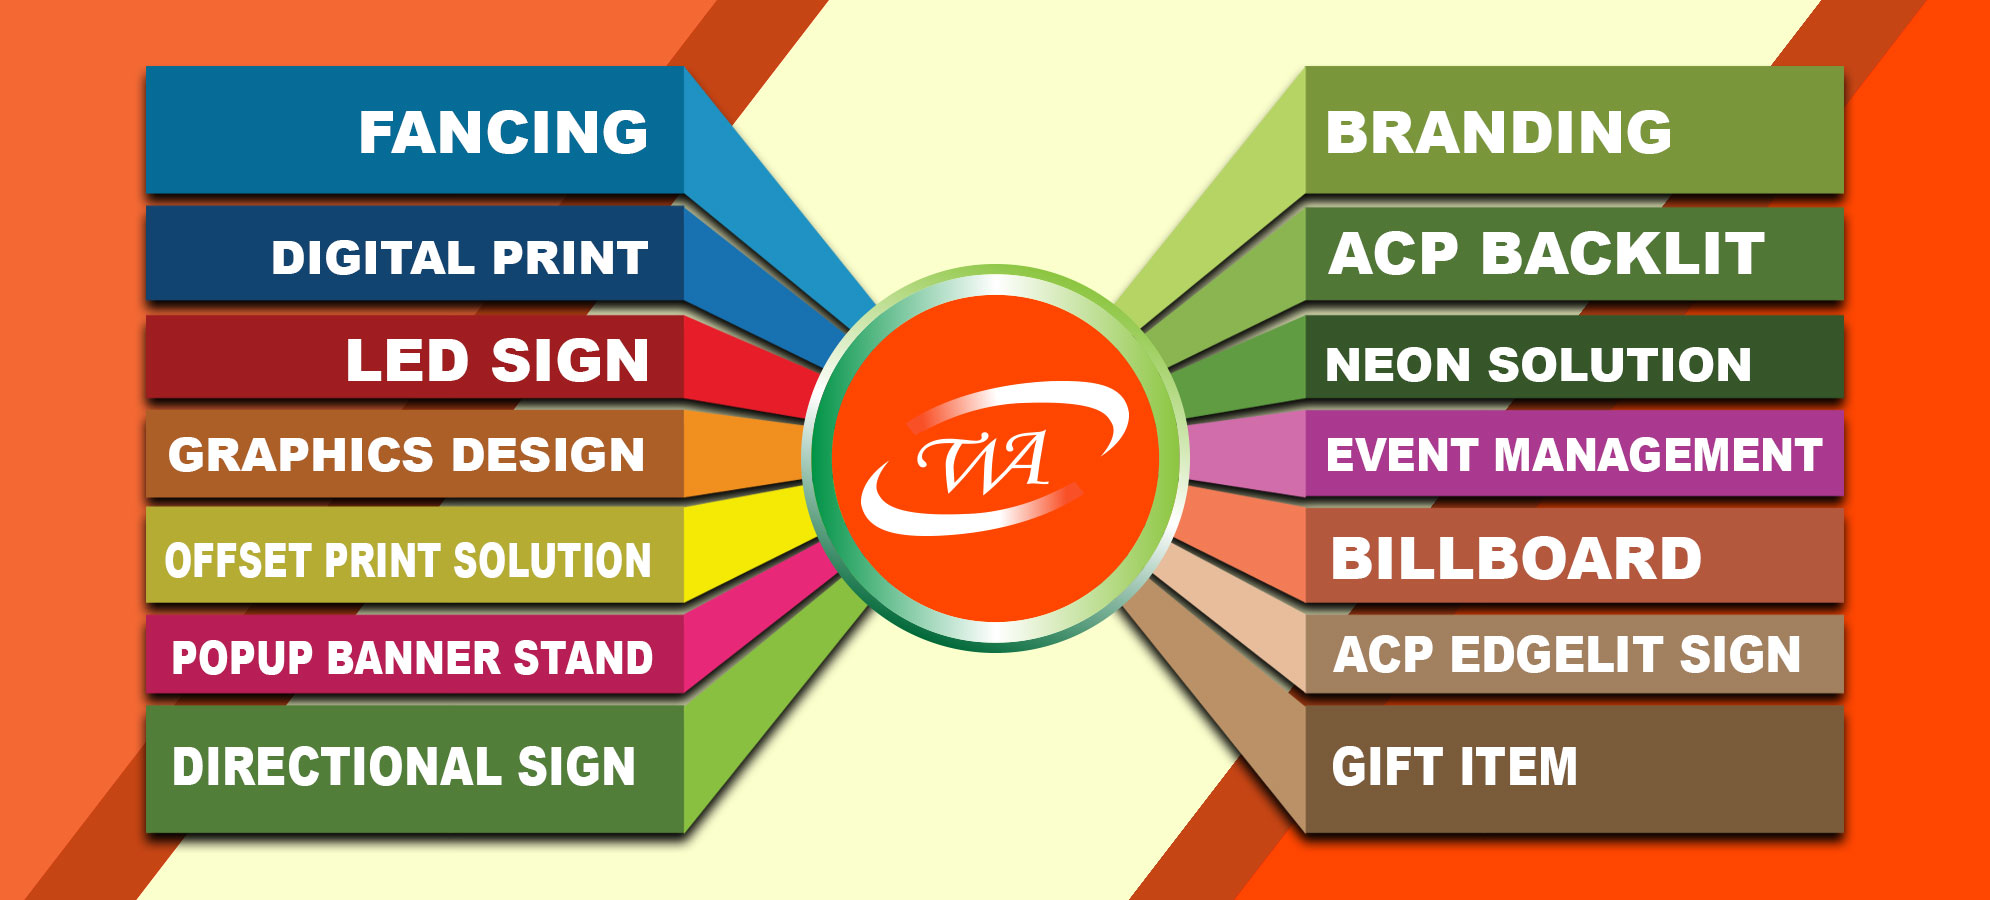 FANCING
DIGITAL PRINT
LED SIGN
GRAPHICS DESIGN
OFFSET PRINT SOLUTION
POPUP BANNER STAND
DIRECTIONAL SIGN
TWA
BRANDING
ACP BACKLIT
NEON SOLUTION
EVENT MANAGEMENT
BILLBOARD
ACP EDGELIT SIGN
GIFT ITEM